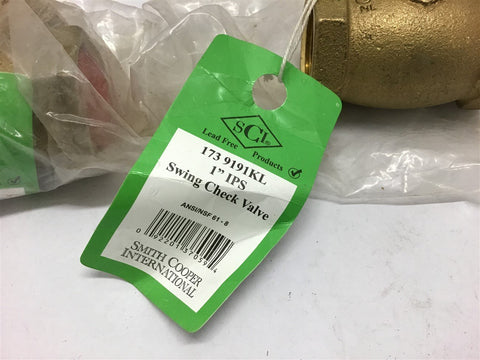 SCI
Lead Free Products
173 9191KL
1" IPS
Swing Check Valve
ANSI/NSF 61 - 8
SMITH COOPER
INTERNATIONAL